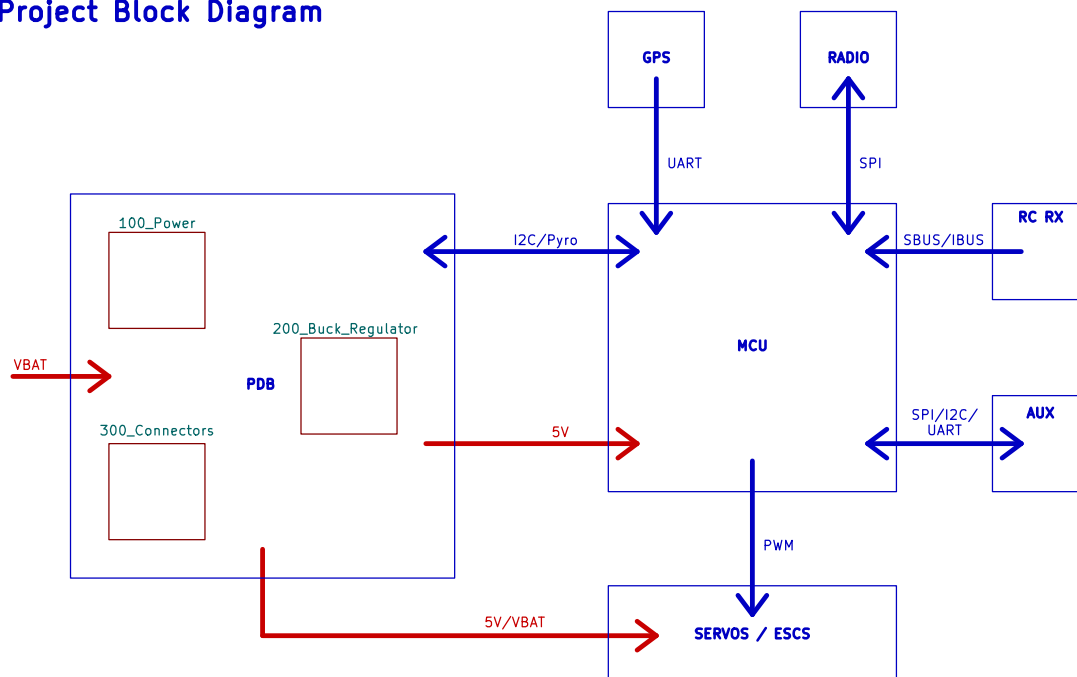 Project Block Diagram
GPS
RADIO
UART
SPI
100_Power
RC RX
I2C/Pyro
SBUS/IBUS
200_Buck_Regulator
MCU
VBAT
PDB
300_Connectors
5V
SPI/I2C/
UART
AUX
PWM
5V/VBAT
SERVOS / ESCS